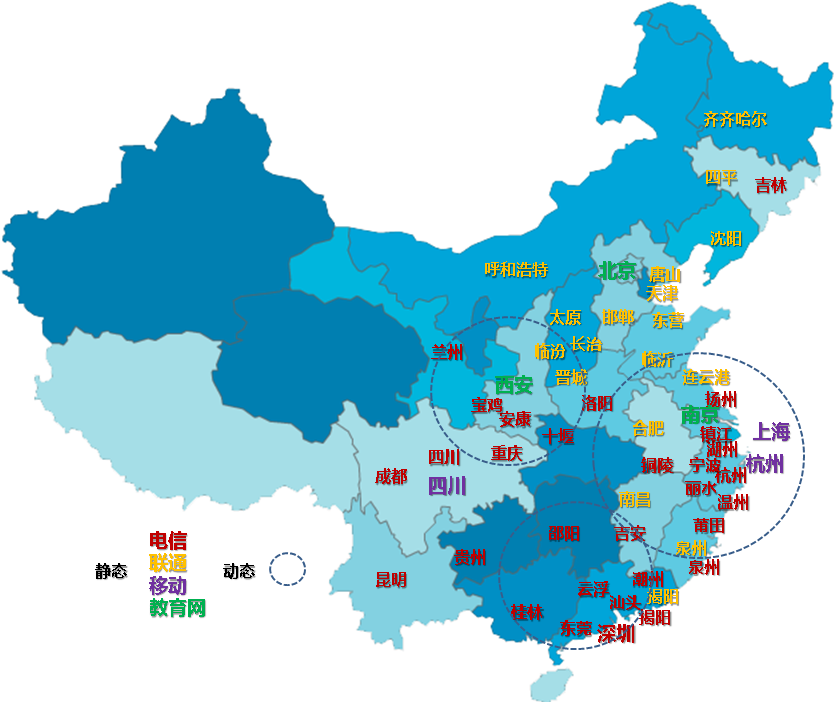 齐齐哈尔
四平
吉林
沈阳
呼和浩特
北京
唐山
天津
太原
邯郸
东营
兰州
临汾
长治
临沂
晋城
连云港
西安
宝鸡
洛阳
扬州
安康
南京
合肥
镇江
上海
十堰
湖州
重庆
四川
铜陵
宁波
杭州
成都
杭州
四川
丽水
南昌
温州
邵阳
吉安
莆田
电信
泉州
贵州
联通
静态
动态
泉州
昆明
移动
潮州
云浮
揭阳
教育网
桂林
汕头
揭阳
东莞
深圳